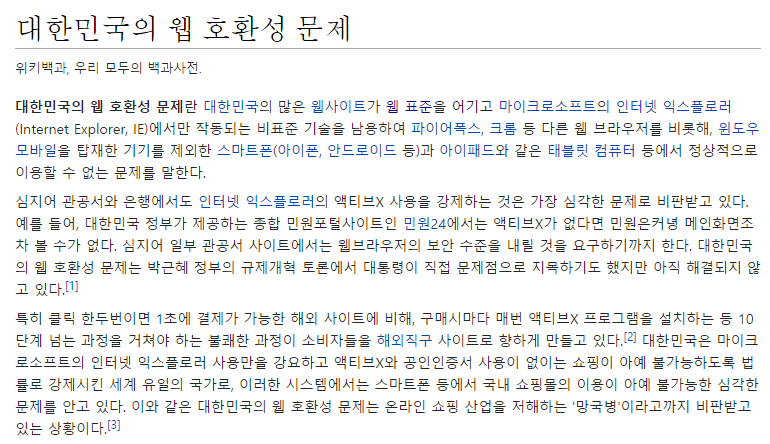 대한민국의 웹 호환성 문제
위키백과, 우리 모두의 백과사전.
대한민국의 웹 호환성 문제란 대한민국의 많은 웹사이트가 웹 표준을 어기고 마이크로소프트의 인터넷 익스플로러
(Internet Explorer, IE)에서만 작동되는 비표준 기술을 남용하여 파이어폭스, 크롬 등 다른 웹 브라우저를 비롯해, 윈도우
모바일을 탑재한 기기를 제외한 스마트폰(아이폰, 안드로이드 등)과 아이패드와 같은 태블릿 컴퓨터 등에서 정상적으로
이용할 수 없는 문제를 말한다.
심지어 관공서와 은행에서도 인터넷 익스플로러의 액티브X 사용을 강제하는 것은 가장 심각한 문제로 비판받고 있다.
예를 들어, 대한민국 정부가 제공하는 종합 민원포털사이트인 민원24에서는 액티브X가 없다면 민원은커녕 메인화면조
차 볼 수가 없다. 심지어 일부 관공서 사이트에서는 웹브라우저의 보안 수준을 내릴 것을 요구하기까지 한다. 대한민국
의 웹 호환성 문제는 박근혜 정부의 규제개혁 토론에서 대통령이 직접 문제점으로 지목하기도 했지만 아직 해결되지 않
고 있다.[1]
특히 클릭 한두번이면 1초에 결제가 가능한 해외 사이트에 비해, 구매시마다 매번 액티브X 프로그램을 설치하는 등 10
단계 넘는 과정을 거쳐야 하는 불쾌한 과정이 소비자들을 해외직구 사이트로 향하게 만들고 있다.[2] 대한민국은 마이크
로소프트의 인터넷 익스플로러 사용만을 강요하고 액티브X와 공인인증서 사용이 없이는 쇼핑이 아예 불가능하도록 법
률로 강제시킨 세계 유일의 국가로, 이러한 시스템에서는 스마트폰 등에서 국내 쇼핑몰의 이용이 아예 불가능한 심각한
문제를 안고 있다. 이와 같은 대한민국의 웹 호환성 문제는 온라인 쇼핑 산업을 저해하는 '망국병'이라고까지 비판받고
있는 상황이다.[3]